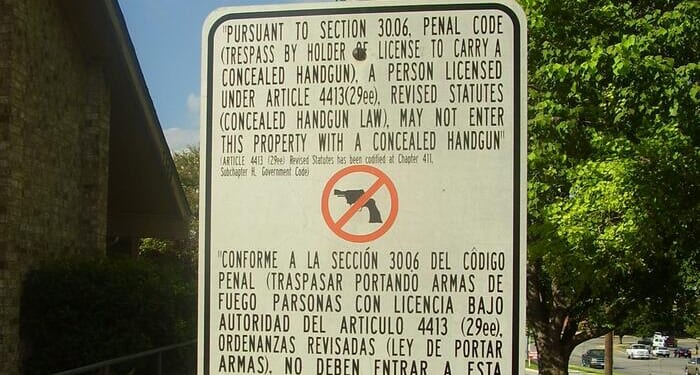 "PURSUANT TO SECTION 30.06, PENAL CODE
(TRESPASS BY HOLDER OF LICENSE TO CARRY A
CONCEALED HANDGUN), A PERSON LICENSED
UNDER ARTICLE 4413(29ee), REVISED STATUTES
(CONCEALED HANDGUN LAW), MAY NOT ENTER
THIS PROPERTY WITH A CONCEALED HANDGUN"
(ARTICLE 4413 (29ee) Revised Statutes has been codified at Chapter 411,
Subchapter H, Government Code)
"CONFORME A LA SECCIÓN 30.06 DEL CÓDIGO
PENAL (TRASPASAR PORTANDO ARMAS DE
FUEGO PARSONAS CON LICENCIA BAJO
AUTORIDAD DEL ARTICULO 4413 (29ee),
ORDENANZAS REVISADAS (LEY DE PORTAR
ARMAS), NO DEBEN ENTRAR A ESTA